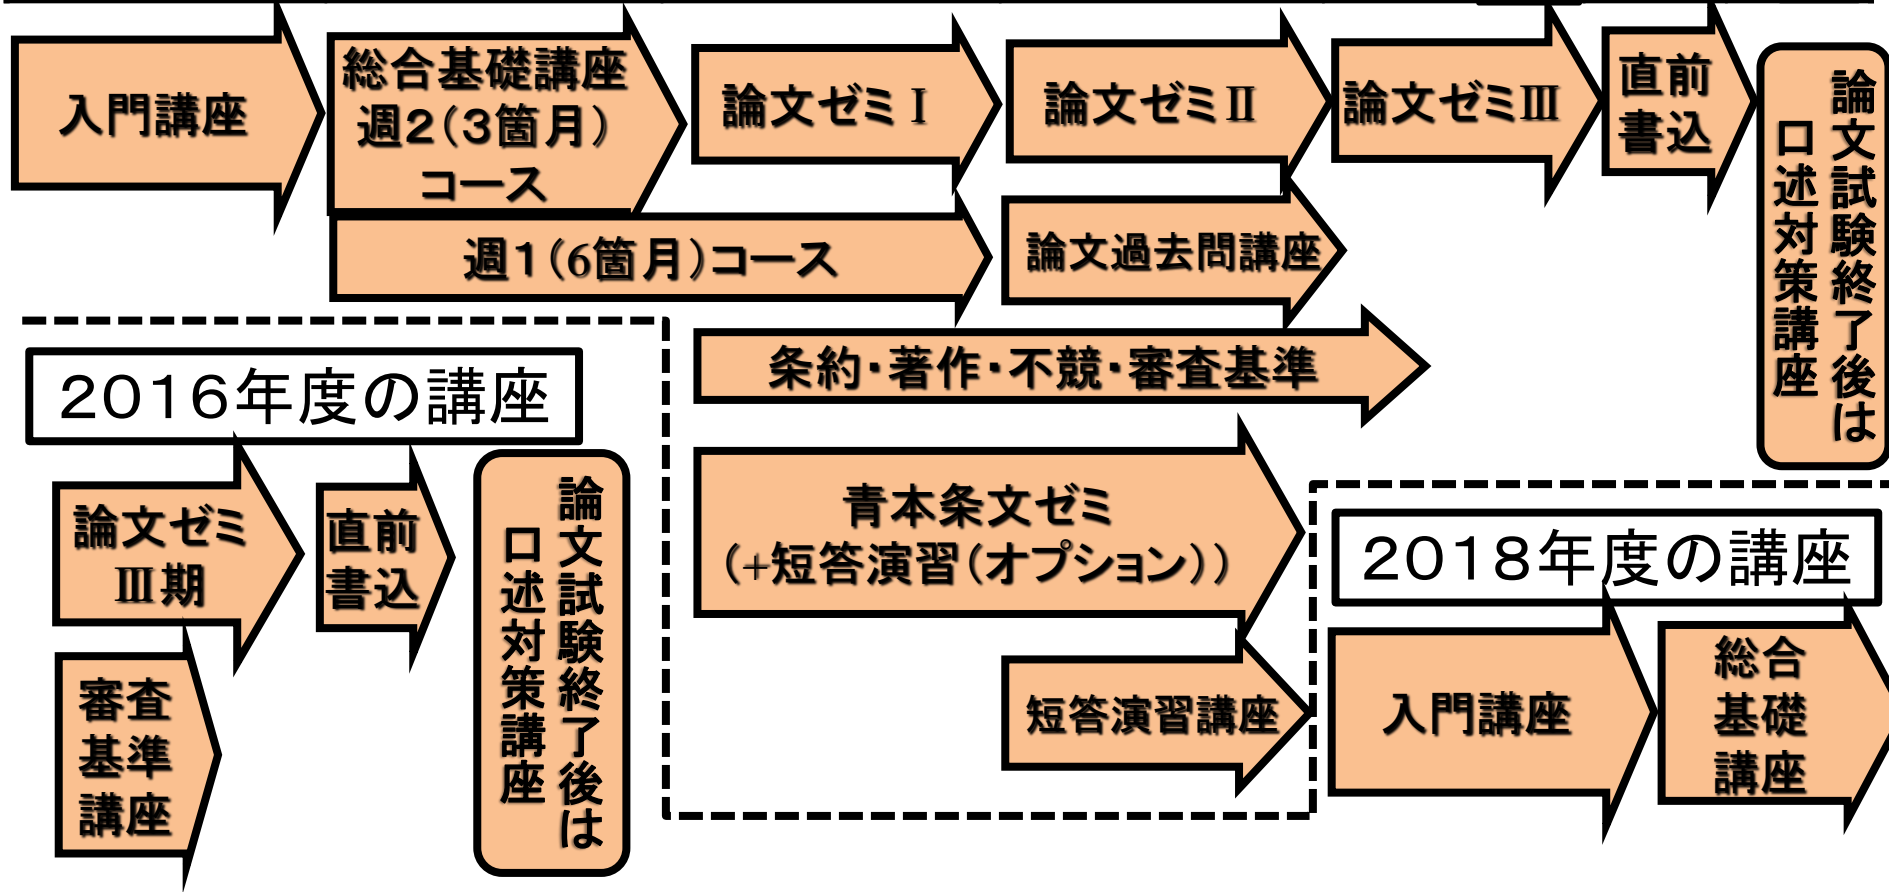 入門講座
総合基礎講座
週2(3箇月)
コース
論文ゼミⅠ
論文ゼミⅡ
論文ゼミⅢ
直前
書込
論文試験終了後は
口述対策講座
週1(6箇月)コース
論文過去問講座
条約・著作・不競・審査基準
2016年度の講座
論文ゼミ
Ⅲ期
直前
書込
論文試験終了後は
口述対策講座
審査
基準
講座
青本条文ゼミ
(+短答演習(オプション))
短答演習講座
2018年度の講座
入門講座
総合
基礎
講座